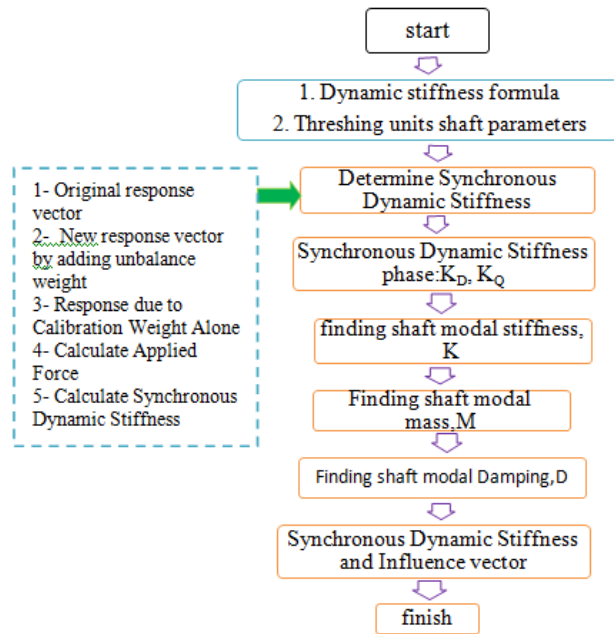 start
1. Dynamic stiffness formula
2. Threshing units shaft parameters
1- Original response
vector
2- New response vector
by adding unbalance
weight
3- Response due to
Calibration Weight Alone
4- Calculate Applied
Force
5- Calculate Synchronous
Dynamic Stiffness
Determine Synchronous
Dynamic Stiffness
Synchronous Dynamic Stiffness
phase:K_D, K_Q
finding shaft modal stiffness,
K
Finding shaft modal
mass,M
Finding shaft modal Damping,D
Synchronous Dynamic Stiffness
and Influence vector
finish